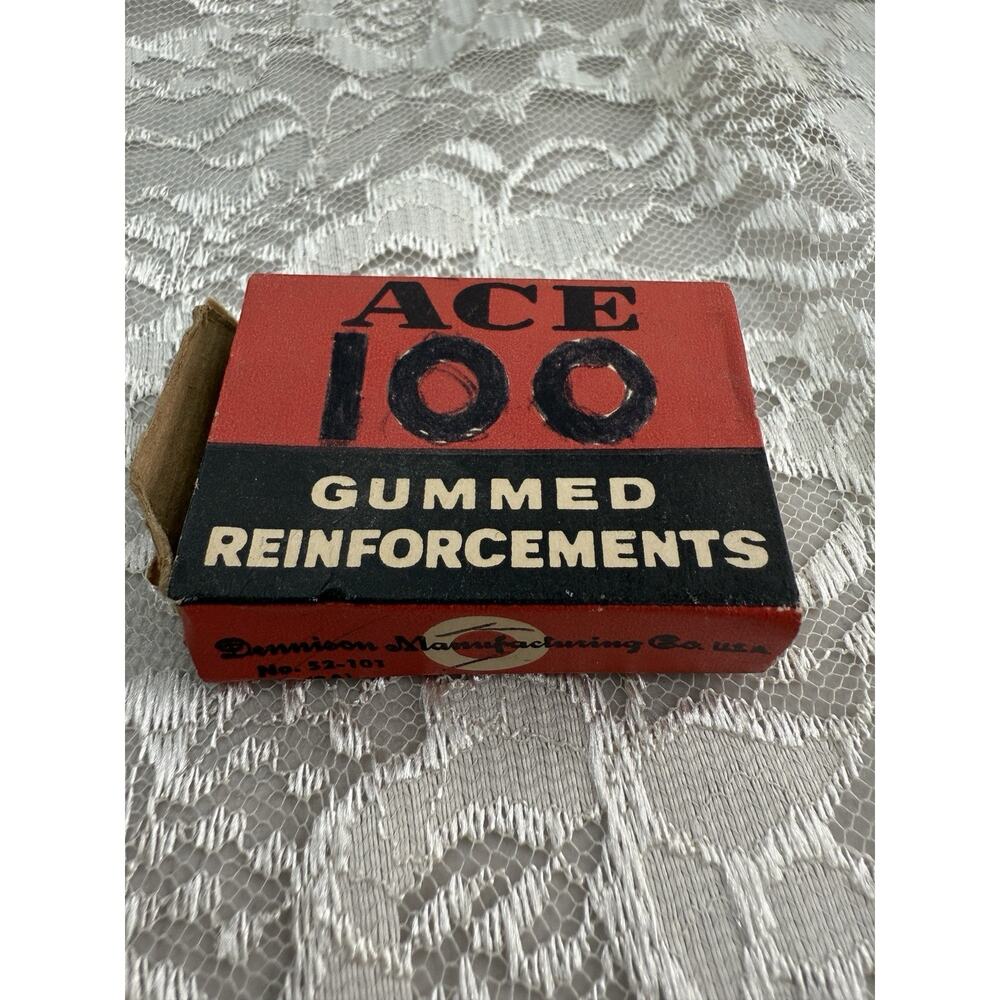 ACE
100
GUMMED
REINFORCEMENTS
Dennison Manufacturing Co. U.S.A
No. 52-101